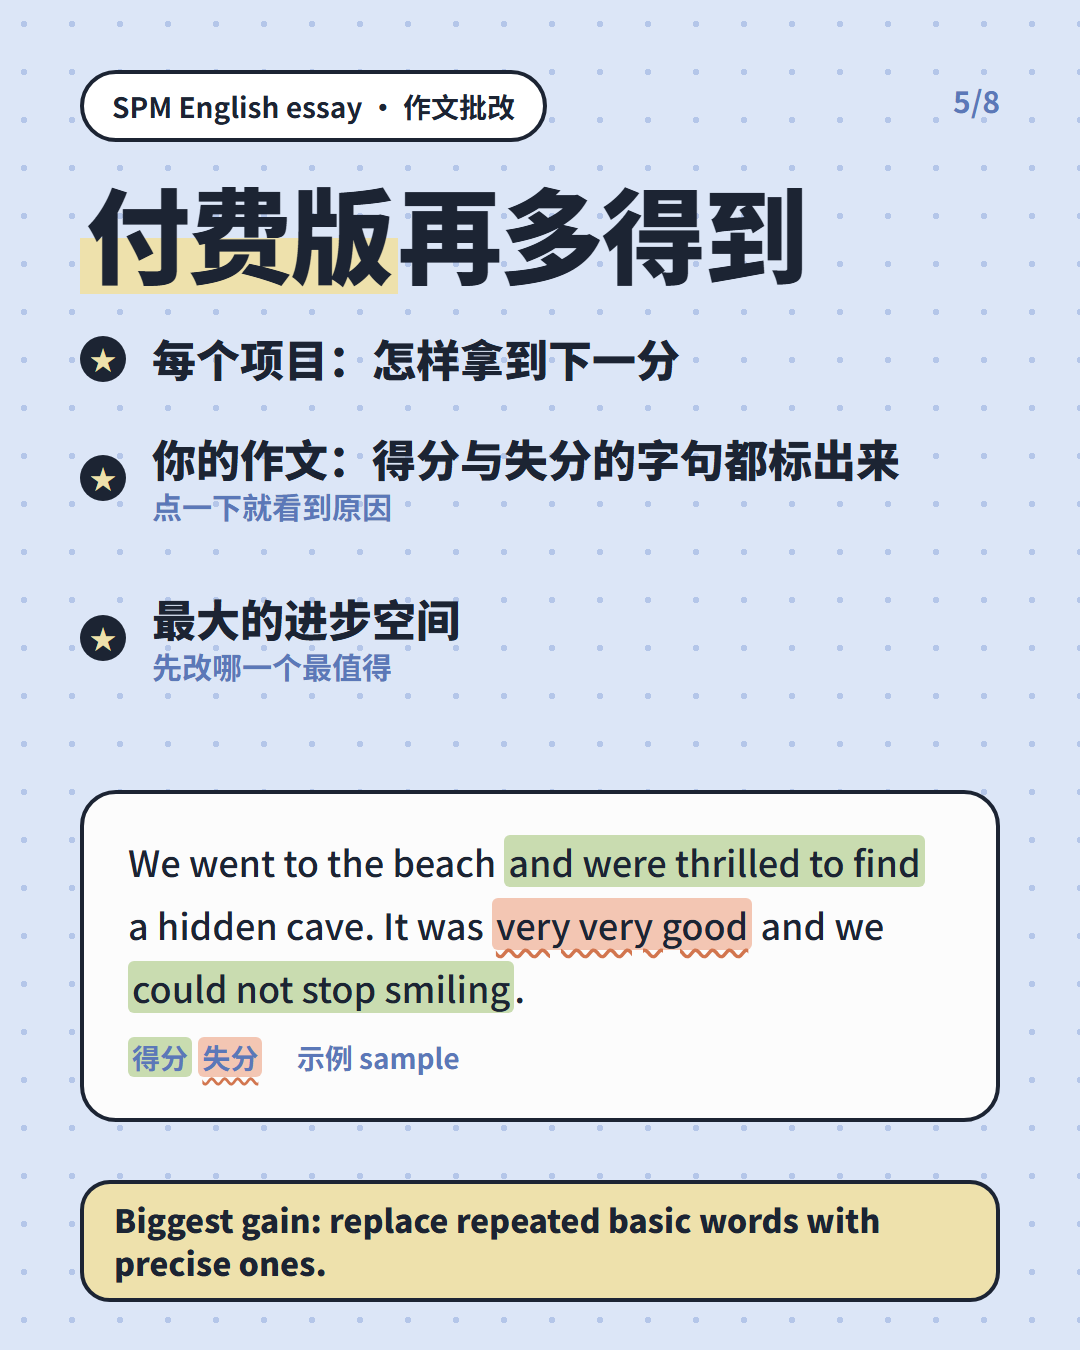 SPM English essay · 作文批改
5/8
付费版再多得到
★ 每个项目：怎样拿到下一分
★ 你的作文：得分与失分的字句都标出来
点一下就看到原因
★ 最大的进步空间
先改哪一个最值得
We went to the beach and were thrilled to find
a hidden cave. It was very very good and we
could not stop smiling.
得分 失分 示例 sample
Biggest gain: replace repeated basic words with
precise ones.